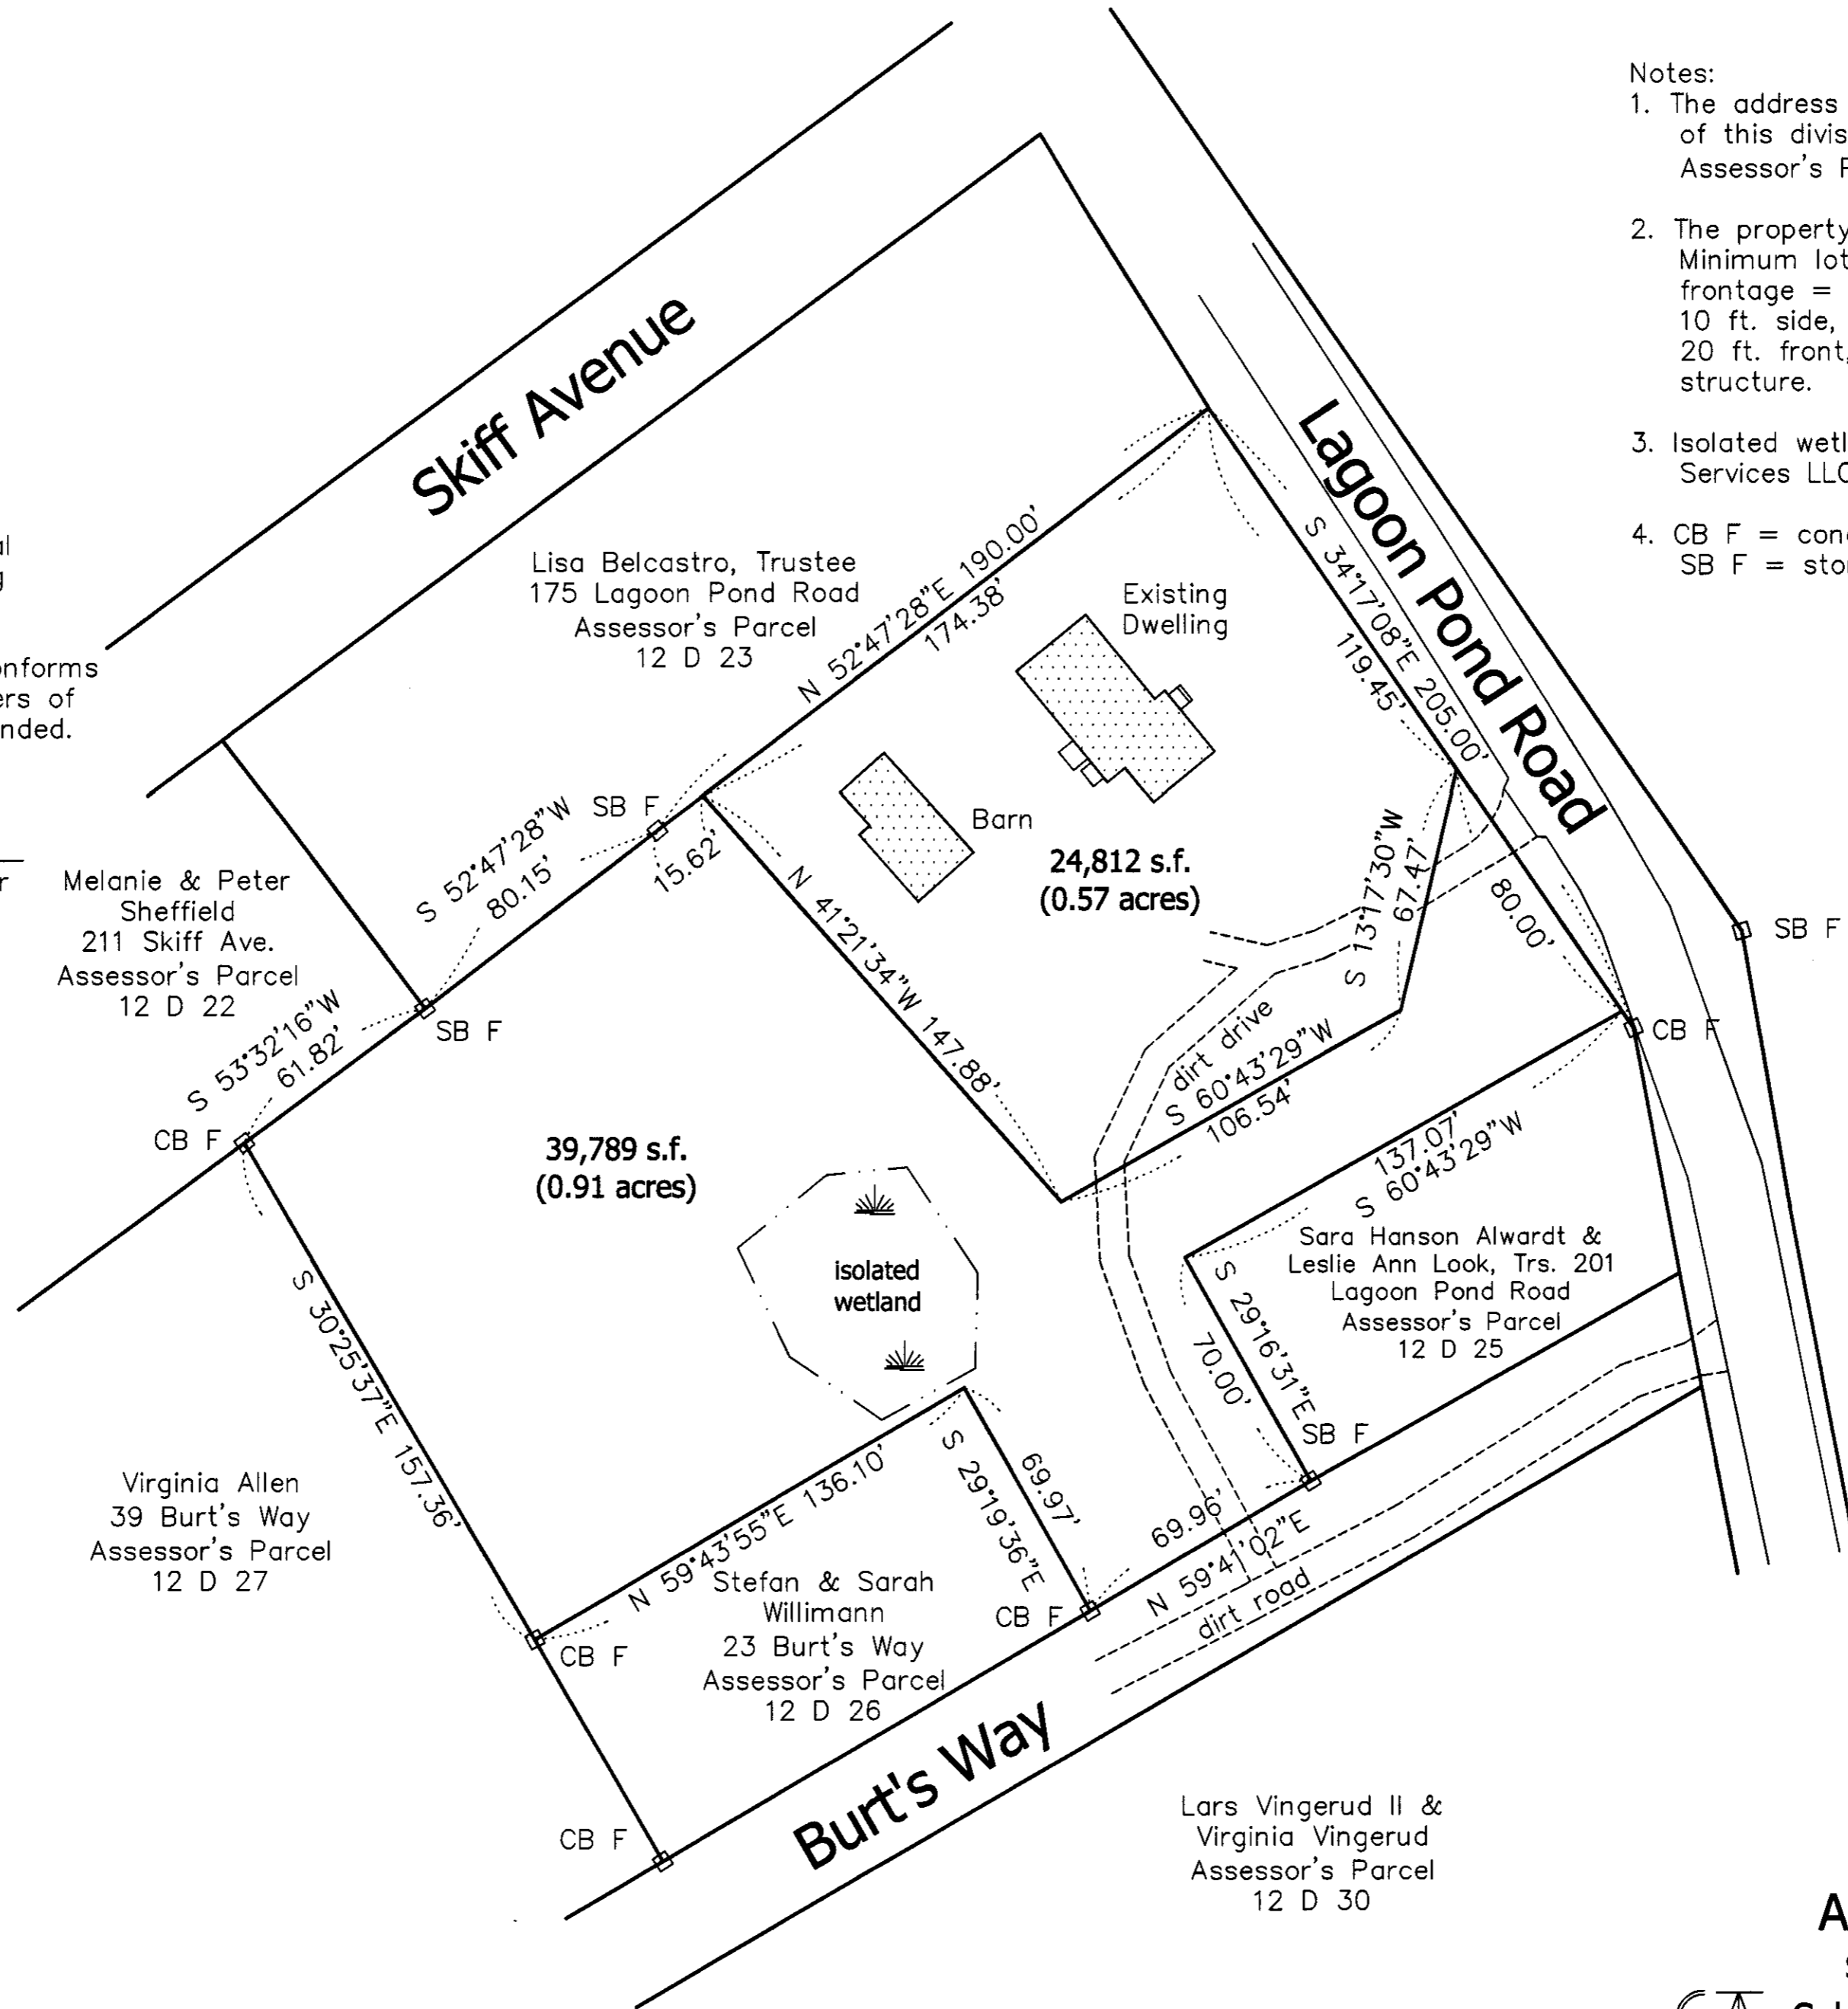 Notes:
1. The address
of this divis
Assessor's P
2. The property
Minimum lot
frontage =
10 ft. side,
20 ft. front,
structure.
3. Isolated wetl
Services LLC
4. CB F = conc
SB F = stor
al
g
onforms
ers of
nded.
r
Skiff Avenue
Lagoon Pond Road
Lisa Belcastro, Trustee
175 Lagoon Pond Road
Assessor's Parcel
12 D 23
N 52°47'28"E 190.00'
174.38'
Existing
Dwelling
S 34°17'08"E 205.00'
119.45'
SB F
S 52°47'28"W
80.15'
15.62'
Barn
24,812 s.f.
(0.57 acres)
S 13°17'30"W
67.47'
80.00'
SB F
Melanie & Peter
Sheffield
211 Skiff Ave.
Assessor's Parcel
12 D 22
SB F
N 41°21'34"W 147.88'
CB F
dirt drive
S 60°43'29"W
106.54'
S 53°32'16"W
61.82'
CB F
39,789 s.f.
(0.91 acres)
137.07'
S 60°43'29"W
isolated
wetland
Sara Hanson Alwardt &
Leslie Ann Look, Trs. 201
Lagoon Pond Road
Assessor's Parcel
12 D 25
S 29°16'31"E
70.00'
SB F
S 30°25'37"E 157.36'
Virginia Allen
39 Burt's Way
Assessor's Parcel
12 D 27
N 59°43'55"E 136.10'
S 29°19'36"E
69.97'
69.96'
N 59°41'02"E
dirt road
CB F
CB F
Stefan & Sarah
Willimann
23 Burt's Way
Assessor's Parcel
12 D 26
CB F
Burt's Way
Lars Vingerud II &
Virginia Vingerud
Assessor's Parcel
12 D 30
A